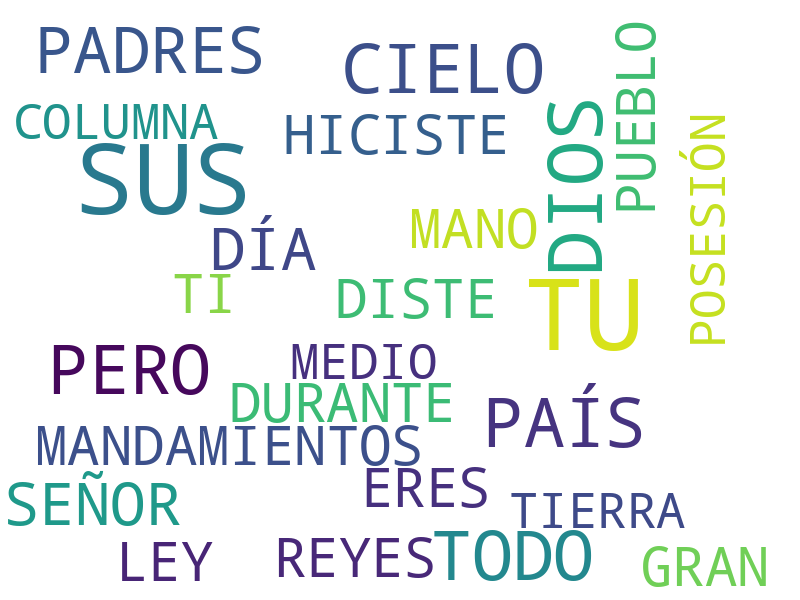 PADRES
CIELO
PUEBLO
COLUMNA
HICISTE
DIOS
POSESIÓN
SUS
MANO
DÍA
TI
DISTE
TU
PERO
MEDIO
DURANTE
PAÍS
MANDAMIENTOS
ERES
SEÑOR
TIERRA
LEY
REYES
TODO
GRAN